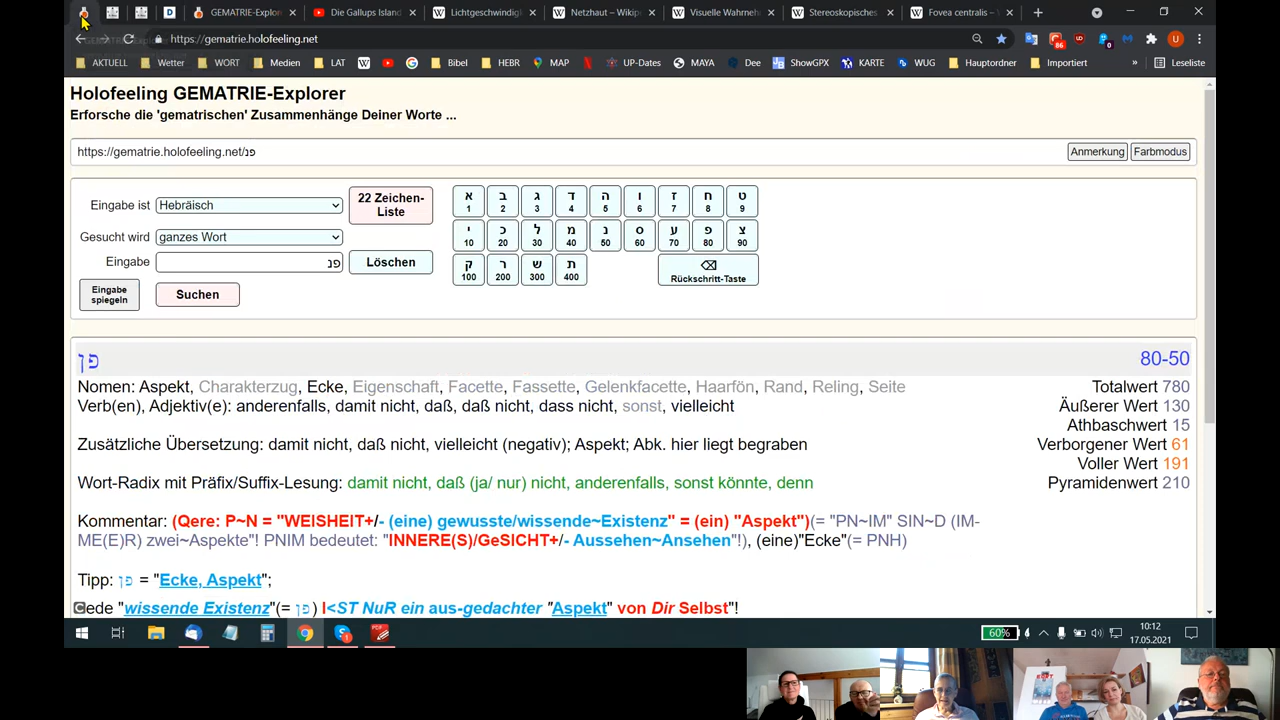 GEMATRIE-Explor
Die Gallups Island
Lichtgeschwindigk
Netzhaut – Wikip
Visuelle Wahrneh
Stereoskopisches
Fovea centralis –
https://gematrie.holofeeling.net
AKTUELL Wetter WORT Medien LAT Bibel HEBR MAP UP-Dates MAYA Dee ShowGPX KARTE WUG Hauptordner Importiert » Leseliste
Holofeeling GEMATRIE-Explorer
Erforsche die 'gematrischen' Zusammenhänge Deiner Worte ...
https://gematrie.holofeeling.net/פנ
Anmerkung Farbmodus
Eingabe ist Hebräisch
22 Zeichen-Liste
Gesucht wird ganzes Wort
Eingabe פנ
Löschen
Eingabe spiegeln
Suchen
א ב ג ד ה ו ז ח ט
1 2 3 4 5 6 7 8 9
י כ ל מ נ ס ע פ צ
10 20 30 40 50 60 70 80 90
ק ר ש ת
100 200 300 400
Rückschritt-Taste
פן 80-50
Nomen: Aspekt, Charakterzug, Ecke, Eigenschaft, Facette, Fassette, Gelenkfacette, Haarfön, Rand, Reling, Seite
Verb(en), Adjektiv(e): anderenfalls, damit nicht, daß, daß nicht, dass nicht, sonst, vielleicht
Totalwert 780
Äußerer Wert 130
Athbaschwert 15
Verborgener Wert 61
Voller Wert 191
Pyramidenwert 210
Zusätzliche Übersetzung: damit nicht, daß nicht, vielleicht (negativ); Aspekt; Abk. hier liegt begraben
Wort-Radix mit Präfix/Suffix-Lesung: damit nicht, daß (ja/ nur) nicht, anderenfalls, sonst könnte, denn
Kommentar: (Qere: P~N = "WEISHEIT+/- (eine) gewusste/wissende~Existenz" = (ein) "Aspekt")(= "PN~IM" SIN~D (IM-
ME(E)R) zwei~Aspekte"! PNIM bedeutet: "INNERE(S)/GeSICHT+/- Aussehen~Ansehen"!), (eine)"Ecke"(= PNH)
Tipp: פן = "Ecke, Aspekt";
ede "wissende Existenz"(= פן) I<ST NuR ein aus-gedachter "Aspekt" von Dir Selbst"!
60%
10:12
17.05.2021